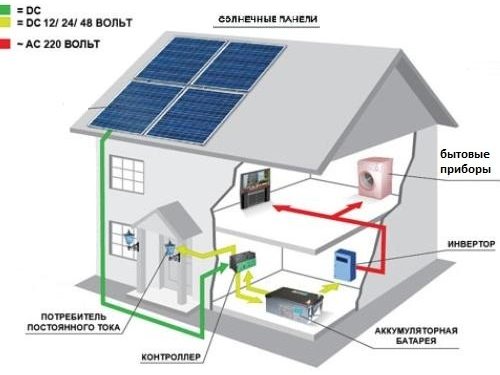 = DC
= DC 12/ 24/ 48 ВОЛЬТ
~ AC 220 ВОЛЬТ
СОЛНЕЧНЫЕ ПАНЕЛИ
бытовые
приборы
ИНВЕРТОР
ПОТРЕБИТЕЛЬ
ПОСТОЯННОГО ТОКА
АККУМУЛЯТОРНАЯ
БАТАРЕЯ
КОНТРОЛЛЕР